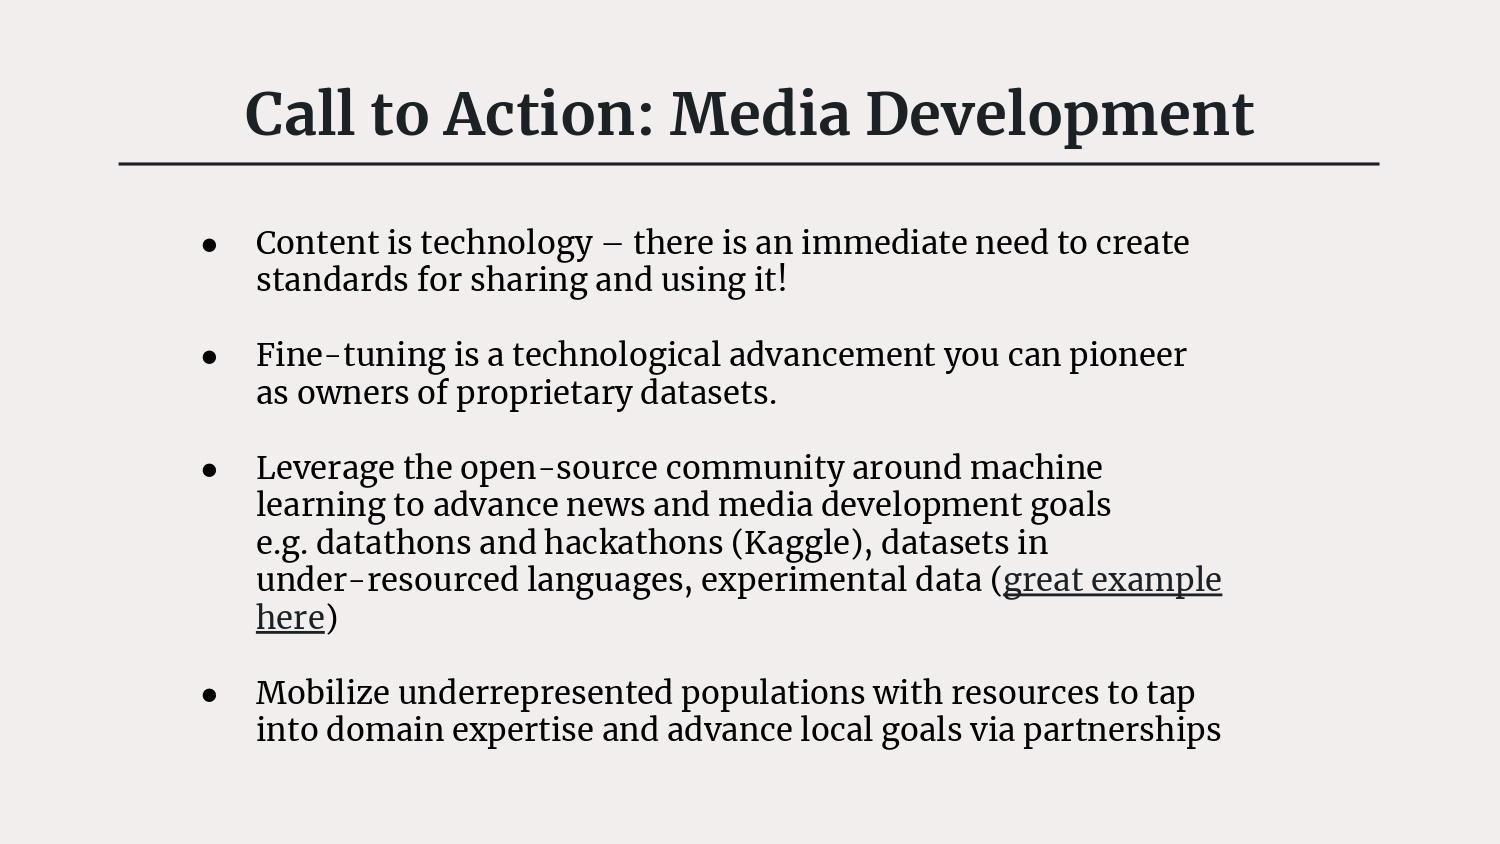 Call to Action: Media Development
● Content is technology – there is an immediate need to create
standards for sharing and using it!
● Fine-tuning is a technological advancement you can pioneer
as owners of proprietary datasets.
● Leverage the open-source community around machine
learning to advance news and media development goals
e.g. datathons and hackathons (Kaggle), datasets in
under-resourced languages, experimental data (great example
here)
● Mobilize underrepresented populations with resources to tap
into domain expertise and advance local goals via partnerships